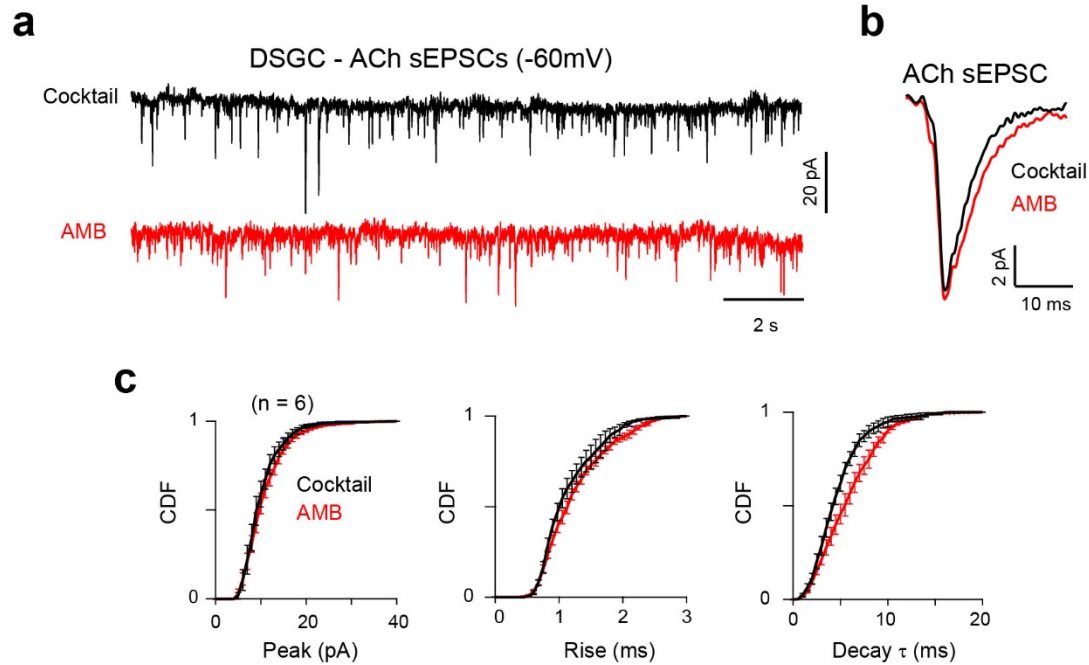 a
DSGC - ACh sEPSCs (-60mV)
Cocktail
20 pA
AMB
2 s
b
ACh sEPSC
Cocktail
AMB
2 pA
10 ms
c
(n = 6)
1
CDF
Cocktail
AMB
0
0 20 40
Peak (pA)
1
CDF
0
0 1 2 3
Rise (ms)
1
CDF
0
0 10 20
Decay τ (ms)